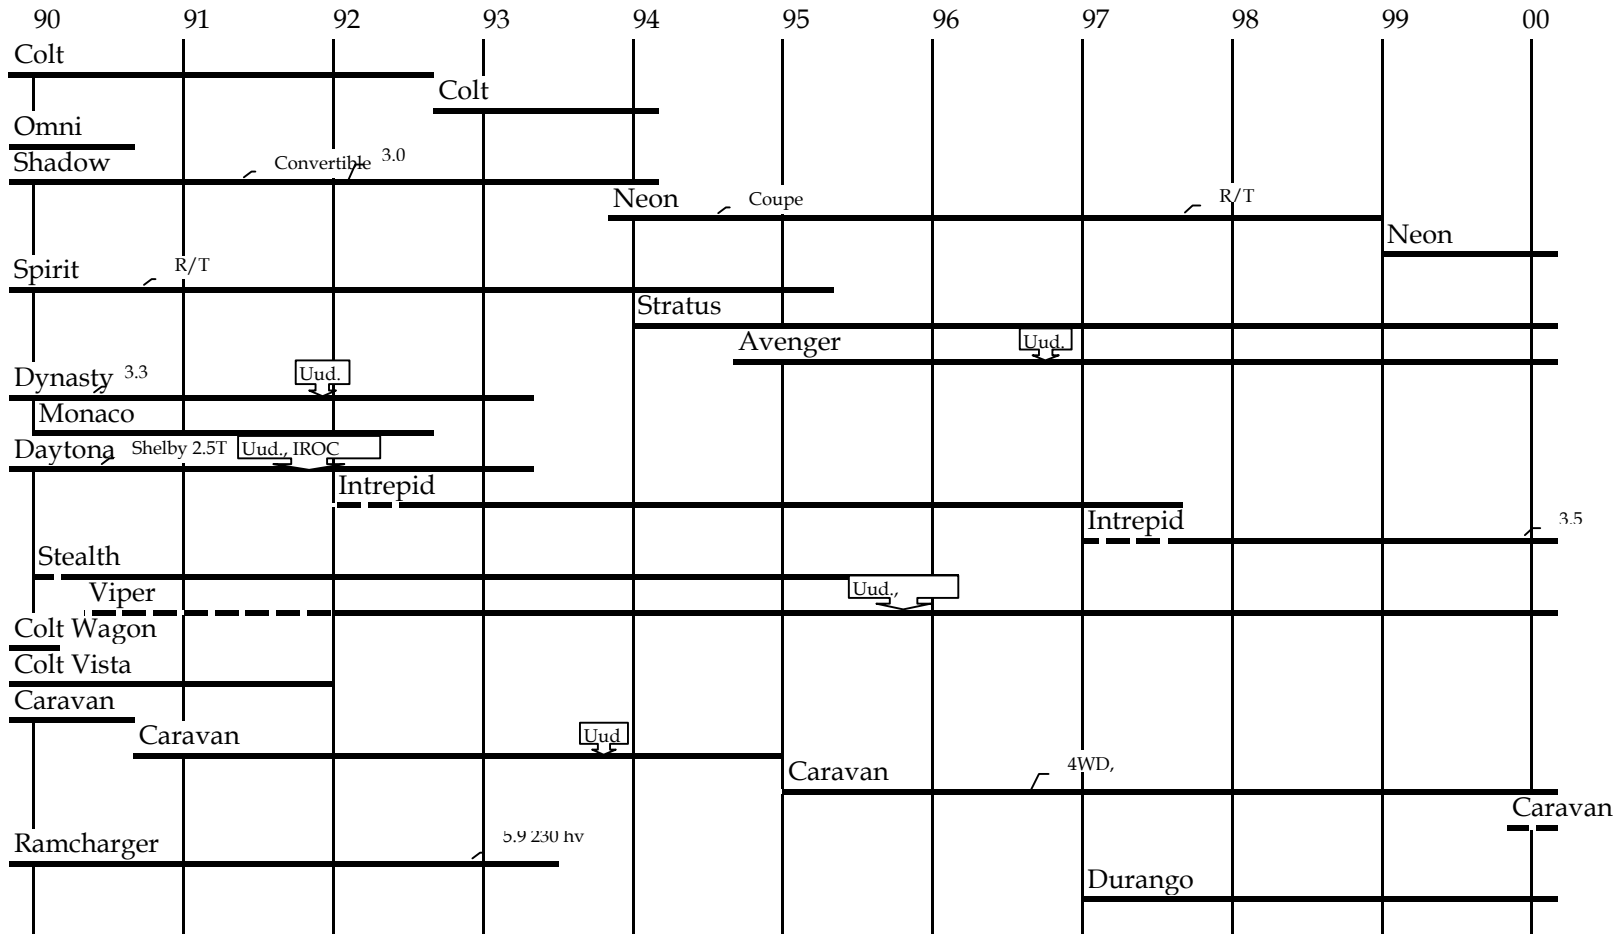 90 91 92 93 94 95 96 97 98 99 00
Colt
Colt
Omni
Shadow Convertible 3.0
Neon Coupe R/T
Neon
Spirit R/T
Stratus
Avenger Uud.
Dynasty 3.3 Uud.
Monaco
Daytona Shelby 2.5T Uud., IROC
Intrepid
Intrepid 3.5
Stealth
Viper Uud.,
Colt Wagon
Colt Vista
Caravan
Caravan Uud
Caravan 4WD,
Caravan
Ramcharger 5.9 230 hv
Durango